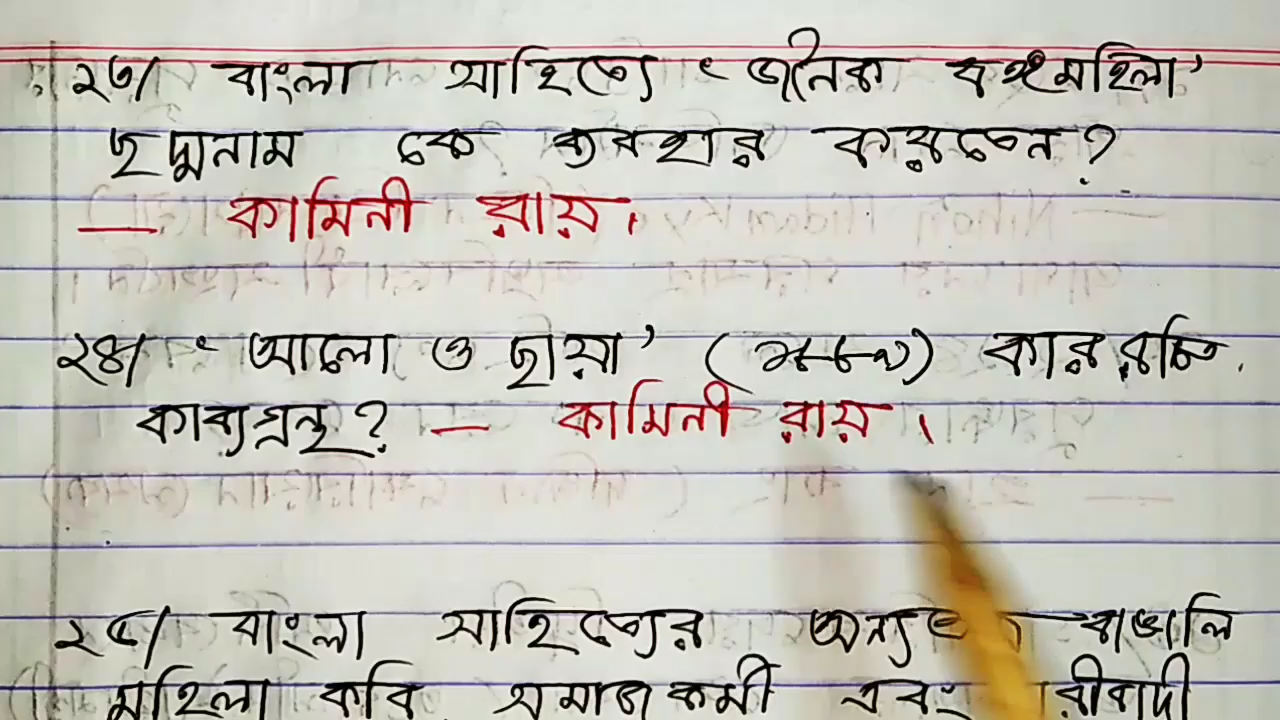 ২৩/ বাংলা সাহিত্যে 'জনৈক বঙ্গমহিলা'
ছদ্মনাম কে ব্যবহার করতেন?
— কামিনী রায়।
২৪/ 'আলো ও ছায়া' (১৮৮৯) কার রচিত
কাব্যগ্রন্থ? — কামিনী রায়।
২৫/ বাংলা সাহিত্যের বাঙালি
মহিলা কবি, সমাজকর্মী এবং